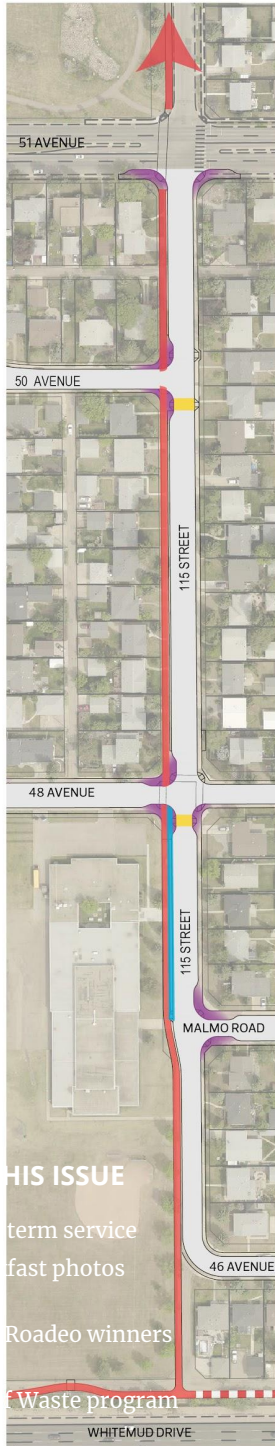 51 AVENUE
50 AVENUE
115 STREET
48 AVENUE
115 STREET
MALMO ROAD
HIS ISSUE
term service
46 AVENUE
fast photos
Roadeo winners
Waste program
WHITEMUD DRIVE